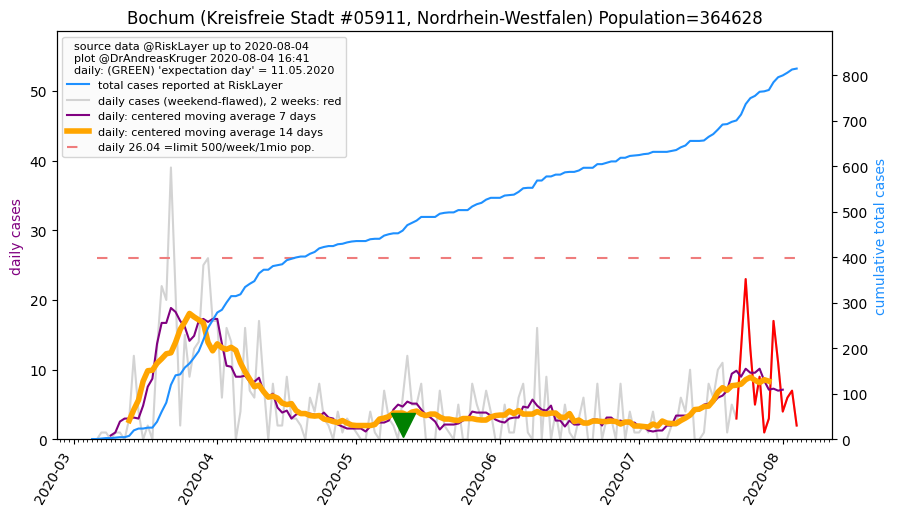 Bochum (Kreisfreie Stadt #05911, Nordrhein-Westfalen) Population=364628
source data @RiskLayer up to 2020-08-04
plot @DrAndreasKruger 2020-08-04 16:41
daily: (GREEN) 'expectation day' = 11.05.2020
total cases reported at RiskLayer
daily cases (weekend-flawed), 2 weeks: red
daily: centered moving average 7 days
daily: centered moving average 14 days
daily 26.04 =limit 500/week/1mio pop.
daily cases
50
40
30
20
10
0
cumulative total cases
800
700
600
500
400
300
200
100
0
2020-03
2020-04
2020-05
2020-06
2020-07
2020-08